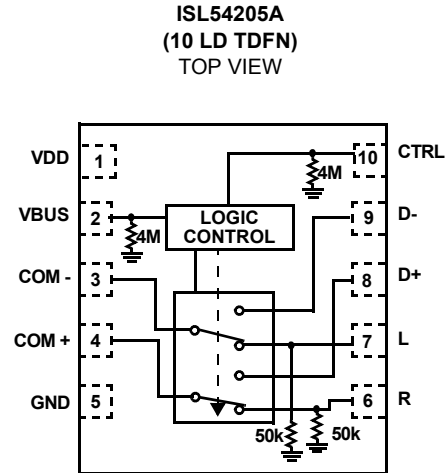 ISL54205A
(10 LD TDFN)
TOP VIEW
VDD 1 10 CTRL
4M
VBUS 2 LOGIC CONTROL 9 D-
4M
COM - 3 8 D+
COM + 4 7 L
GND 5 6 R
50k 50k